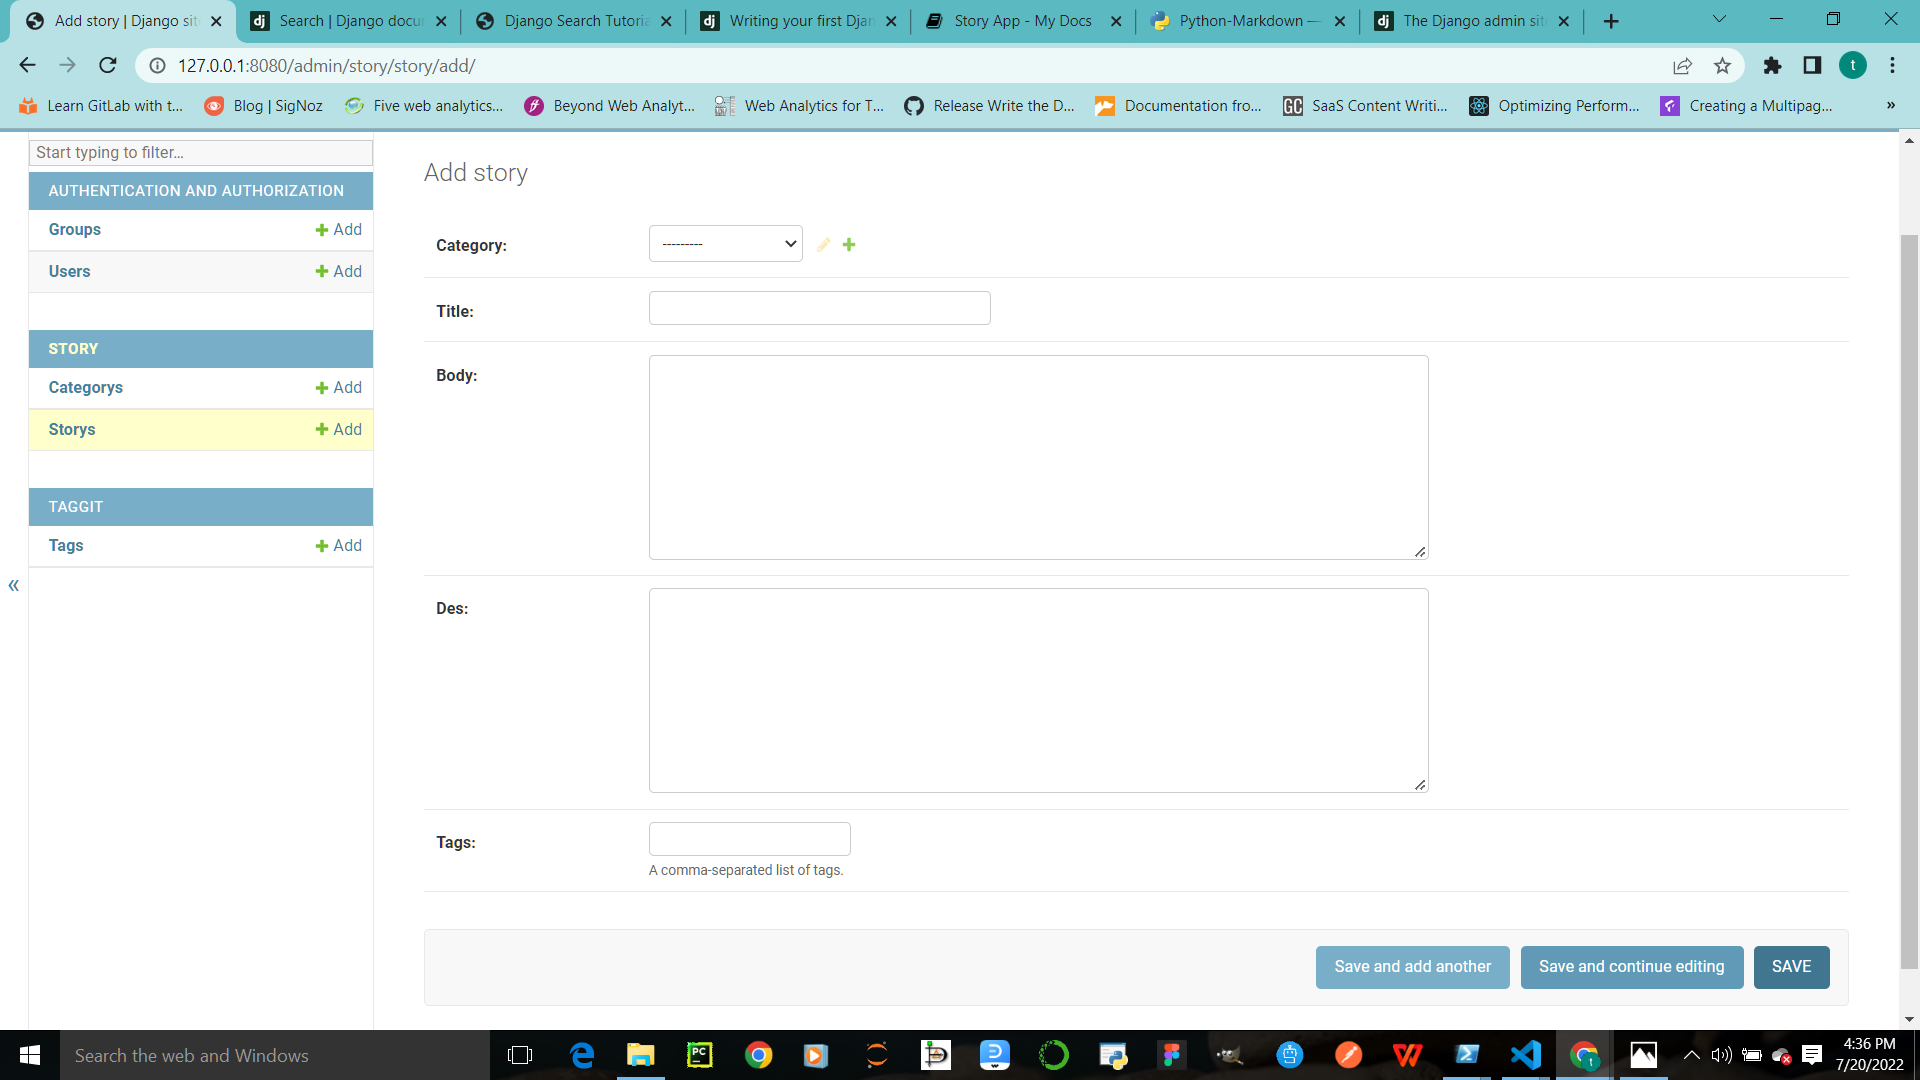 Add story | Django sit
Search | Django docu
Django Search Tutoria
Writing your first Djan
Story App - My Docs
Python-Markdown —
The Django admin sit
127.0.0.1:8080/admin/story/story/add/
t
Learn GitLab with t...
Blog | SigNoz
Five web analytics...
Beyond Web Analyt...
Web Analytics for T...
Release Write the D...
Documentation fro...
SaaS Content Writi...
Optimizing Perform...
Creating a Multipag...
»
Start typing to filter...
AUTHENTICATION AND AUTHORIZATION
Groups + Add
Users + Add
STORY
Categorys + Add
Storys + Add
TAGGIT
Tags + Add
«
Add story
Category: ---------
Title:
Body:
Des:
Tags:
A comma-separated list of tags.
Save and add another
Save and continue editing
SAVE
Search the web and Windows
4:36 PM
7/20/2022